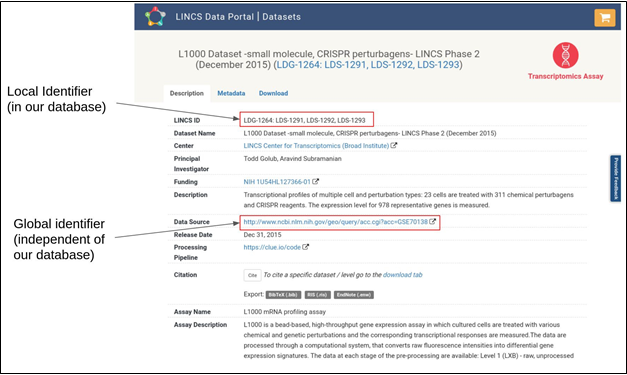 LINCS Data Portal | Datasets
L1000 Dataset -small molecule, CRISPR perturbagens- LINCS Phase 2
(December 2015) (LDG-1264: LDS-1291, LDS-1292, LDS-1293)
Transcriptomics Assay
Description Metadata Download
Local Identifier
(in our database)
LINCS ID LDG-1264: LDS-1291, LDS-1292, LDS-1293
Dataset Name L1000 Dataset -small molecule, CRISPR perturbagens- LINCS Phase 2 (December 2015)
Center LINCS Center for Transcriptomics (Broad Institute)
Principal
Investigator
Todd Golub, Aravind Subramanian
Funding NIH 1U54HL127366-01
Description Transcriptional profiles of multiple cell and perturbation types: 23 cells are treated with 311 chemical perturbagens
and CRISPR reagents. The expression level for 978 representative genes is measured.
Provide Feedback
Global identifier
(independent of
our database)
Data Source http://www.ncbi.nlm.nih.gov/geo/query/acc.cgi?acc=GSE70138
Release Date Dec 31, 2015
Processing
Pipeline
https://clue.io/code
Citation Cite To cite a specific dataset / level go to the download tab
Export: BibTeX (.bib) RIS (.ris) EndNote (.enw)
Assay Name L1000 mRNA profiling assay
Assay Description L1000 is a bead-based, high-throughput gene expression assay in which cultured cells are treated with various
chemical and genetic perturbations and the corresponding transcriptional responses are measured.The data are
processed through a computational system, that converts raw fluorescence intensities into differential gene
expression signatures. The data at each stage of the pre-processing are available: Level 1 (LXB) - raw, unprocessed